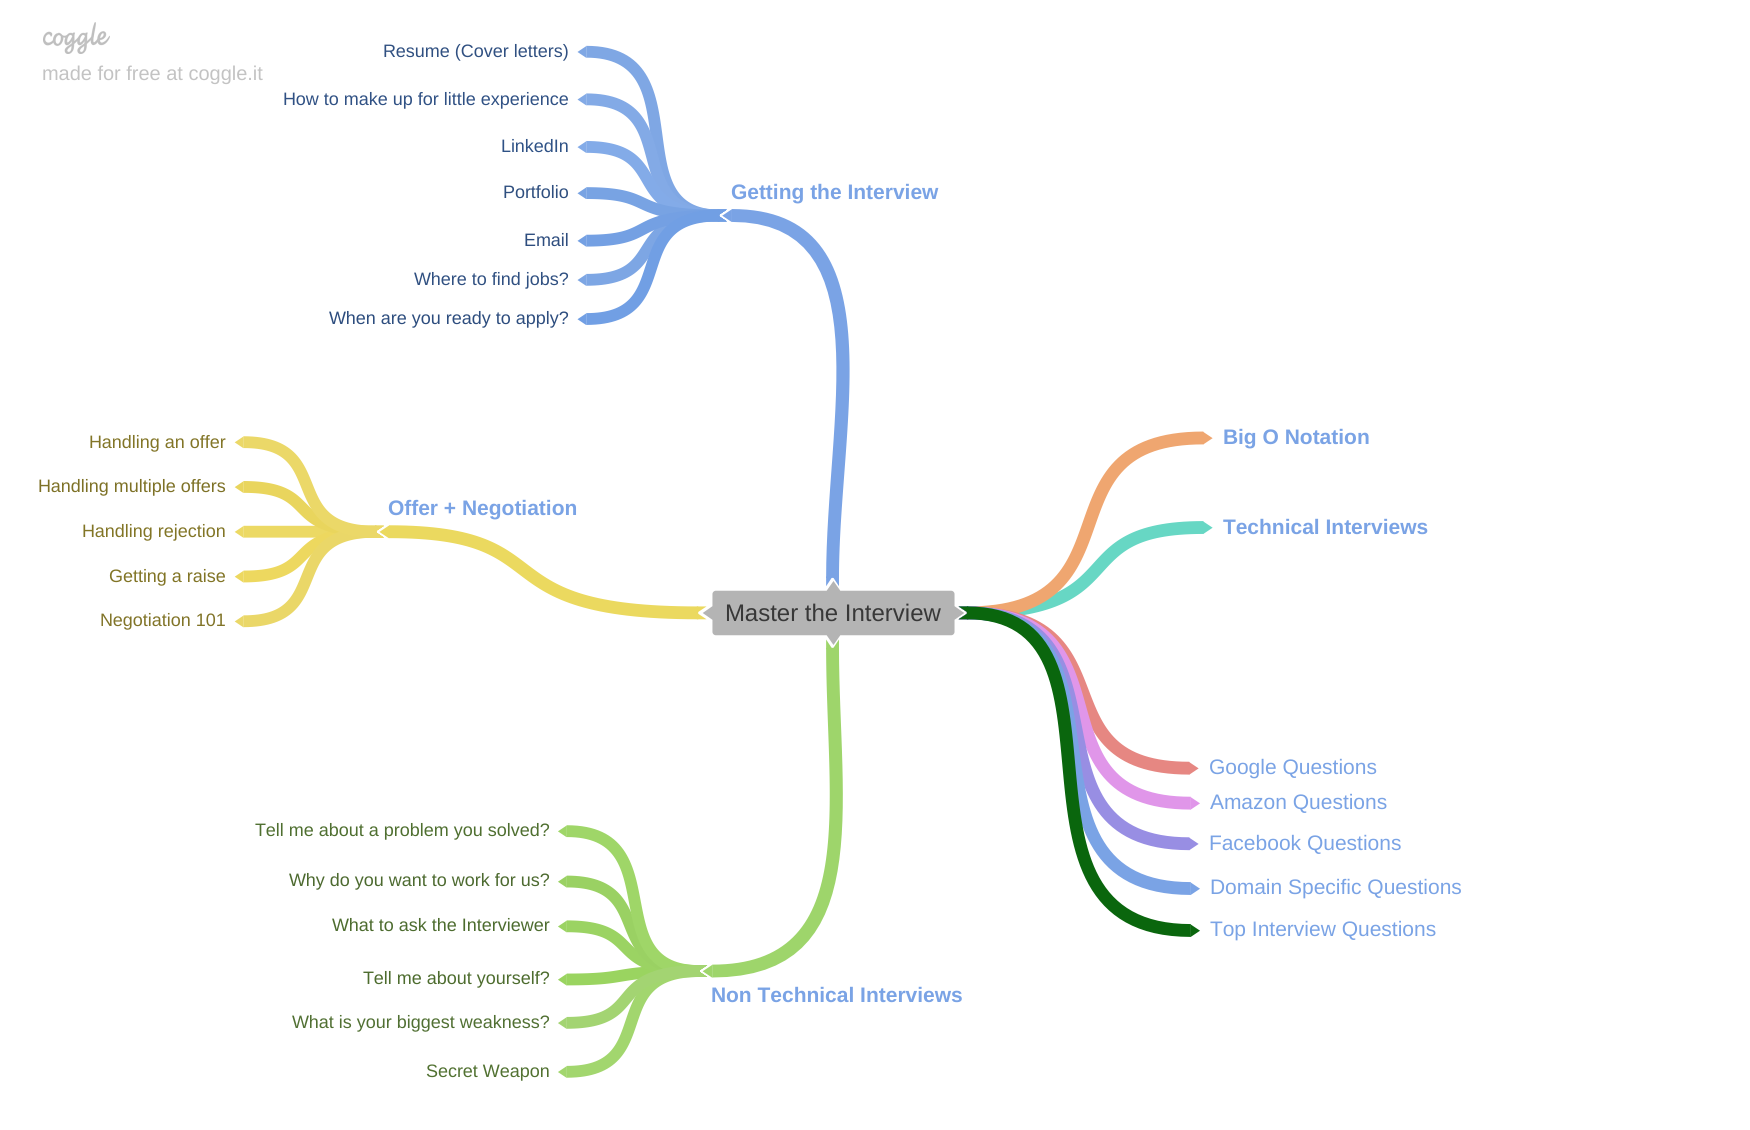 coggle
made for free at coggle.it
Resume (Cover letters)
How to make up for little experience
LinkedIn
Portfolio
Email
Where to find jobs?
When are you ready to apply?
Getting the Interview
Handling an offer
Handling multiple offers
Handling rejection
Getting a raise
Negotiation 101
Offer + Negotiation
Master the Interview
Big O Notation
Technical Interviews
Google Questions
Amazon Questions
Facebook Questions
Domain Specific Questions
Top Interview Questions
Tell me about a problem you solved?
Why do you want to work for us?
What to ask the Interviewer
Tell me about yourself?
What is your biggest weakness?
Secret Weapon
Non Technical Interviews